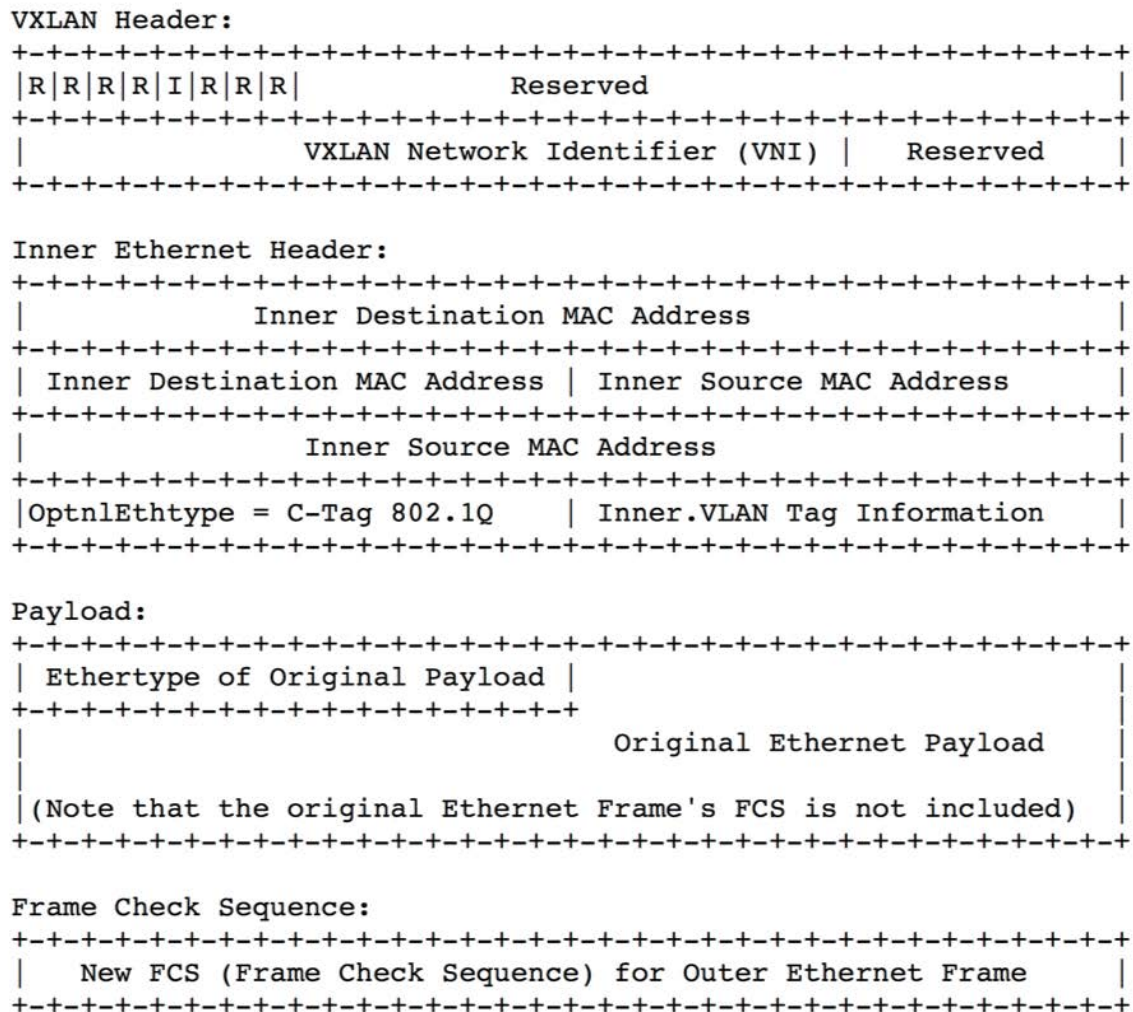 VXLAN Header:
+-+-+-+-+-+-+-+-+-+-+-+-+-+-+-+-+-+-+-+-+-+-+-+-+-+-+-+-+-+-+-+-+
|R|R|R|R|I|R|R|R|            Reserved                           |
+-+-+-+-+-+-+-+-+-+-+-+-+-+-+-+-+-+-+-+-+-+-+-+-+-+-+-+-+-+-+-+-+
|                VXLAN Network Identifier (VNI) |   Reserved    |
+-+-+-+-+-+-+-+-+-+-+-+-+-+-+-+-+-+-+-+-+-+-+-+-+-+-+-+-+-+-+-+-+

Inner Ethernet Header:
+-+-+-+-+-+-+-+-+-+-+-+-+-+-+-+-+-+-+-+-+-+-+-+-+-+-+-+-+-+-+-+-+
|             Inner Destination MAC Address                     |
+-+-+-+-+-+-+-+-+-+-+-+-+-+-+-+-+-+-+-+-+-+-+-+-+-+-+-+-+-+-+-+-+
| Inner Destination MAC Address | Inner Source MAC Address      |
+-+-+-+-+-+-+-+-+-+-+-+-+-+-+-+-+-+-+-+-+-+-+-+-+-+-+-+-+-+-+-+-+
|                Inner Source MAC Address                       |
+-+-+-+-+-+-+-+-+-+-+-+-+-+-+-+-+-+-+-+-+-+-+-+-+-+-+-+-+-+-+-+-+
|OptnlEthtype = C-Tag 802.1Q    | Inner.VLAN Tag Information    |
+-+-+-+-+-+-+-+-+-+-+-+-+-+-+-+-+-+-+-+-+-+-+-+-+-+-+-+-+-+-+-+-+

Payload:
+-+-+-+-+-+-+-+-+-+-+-+-+-+-+-+-+-+-+-+-+-+-+-+-+-+-+-+-+-+-+-+-+
| Ethertype of Original Payload |                               |
+-+-+-+-+-+-+-+-+-+-+-+-+-+-+-+-+                               |
|                                  Original Ethernet Payload    |
|                                                               |
|(Note that the original Ethernet Frame's FCS is not included)  |
+-+-+-+-+-+-+-+-+-+-+-+-+-+-+-+-+-+-+-+-+-+-+-+-+-+-+-+-+-+-+-+-+

Frame Check Sequence:
+-+-+-+-+-+-+-+-+-+-+-+-+-+-+-+-+-+-+-+-+-+-+-+-+-+-+-+-+-+-+-+-+
|   New FCS (Frame Check Sequence) for Outer Ethernet Frame     |
+-+-+-+-+-+-+-+-+-+-+-+-+-+-+-+-+-+-+-+-+-+-+-+-+-+-+-+-+-+-+-+-+